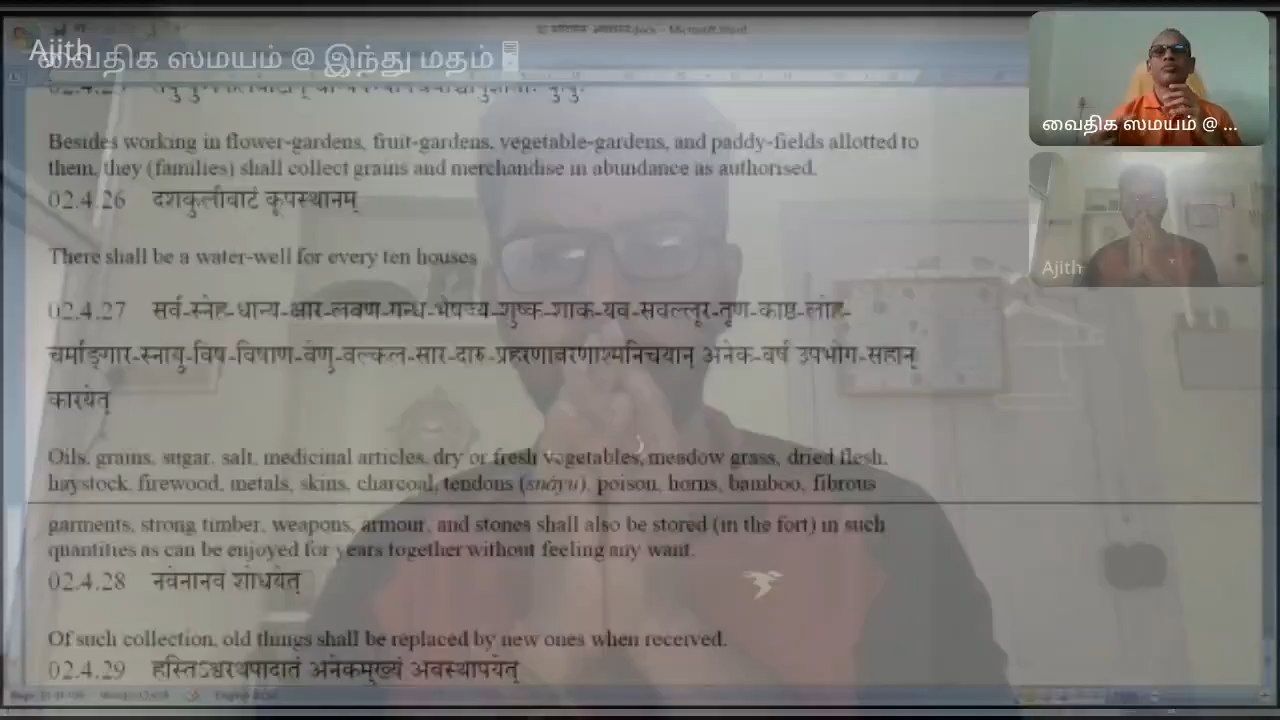 Ajith
வைதிக ஸமயம் @ இந்து மதம்
Besides working in flower-gardens, fruit-gardens, vegetable-gardens, and paddy-fields allotted to
them, they (families) shall collect grains and merchandise in abundance as authorised.
02.4.26 दशकुलीवाटं कूपस्थानम्
There shall be a water-well for every ten houses
02.4.27 सर्व-स्नेह-धान्य-क्षार-लवण-गन्ध-भैषज्य-शुष्क-शाक-यव-सवल्लूर-तृण-काष्ठ-लोह-
चर्माङ्गार-स्नायु-विष-विषाण-वेणु-वल्कल-सार-दारु-प्रहरणावरणाश्मनिचयान् अनेक-वर्ष उपभोग-सहान्
कारयेत्
Oils, grains, sugar, salt, medicinal articles, dry or fresh vegetables, meadow grass, dried flesh,
haystock, firewood, metals, skins, charcoal, tendons (snáyu), poison, horns, bamboo, fibrous
garments, strong timber, weapons, armour, and stones shall also be stored (in the fort) in such
quantities as can be enjoyed for years together without feeling any want.
02.4.28 नवेनानवं शोधयेत्
Of such collection, old things shall be replaced by new ones when received.
02.4.29 हस्तिऽश्वरथपादातं अनेकमुख्यं अवस्थापयेत्
வைதிக ஸமயம் @ ...
Ajith